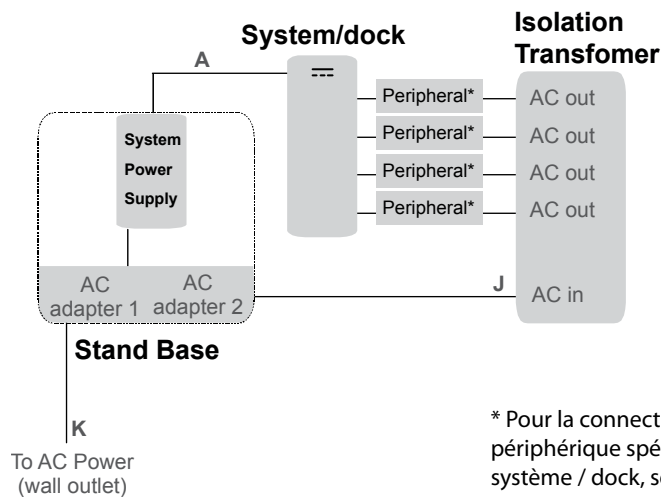 Isolation
Transfomer
System/dock
A
Peripheral* AC out
System
Power
Supply
Peripheral* AC out
Peripheral* AC out
Peripheral* AC out
AC adapter 1
AC adapter 2
J
AC in
Stand Base
K
To AC Power
(wall outlet)
* Pour la connect
périphérique spé
système / dock, s